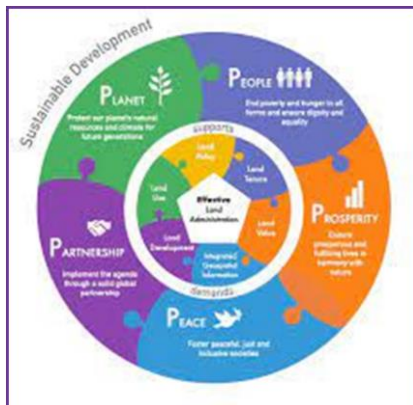 Sustainable Development
PLANET
Protect our planet's natural
resources and climate for
future generations
PEOPLE
End poverty and hunger in all
forms and ensure dignity and
equality
PROSPERITY
Ensure
prosperous and
fulfilling lives in
harmony with
nature
PEACE
Foster peaceful, just and
inclusive societies
PARTNERSHIP
Implement the agenda
through a solid global
partnership
supports
Land
Policy
Land
Tenure
Land
Value
Integrated
Geospatial
Information
Land
Development
Land
Use
Effective
Land
Administration
demands